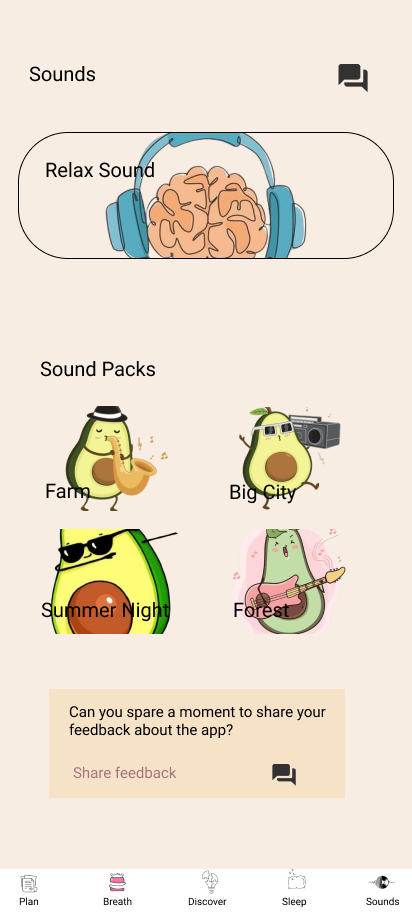 Sounds
Relax Sound
Sound Packs
Farm
Big City
Summer Night
Forest
Can you spare a moment to share your
feedback about the app?
Share feedback
Plan
Breath
Discover
Sleep
Sounds